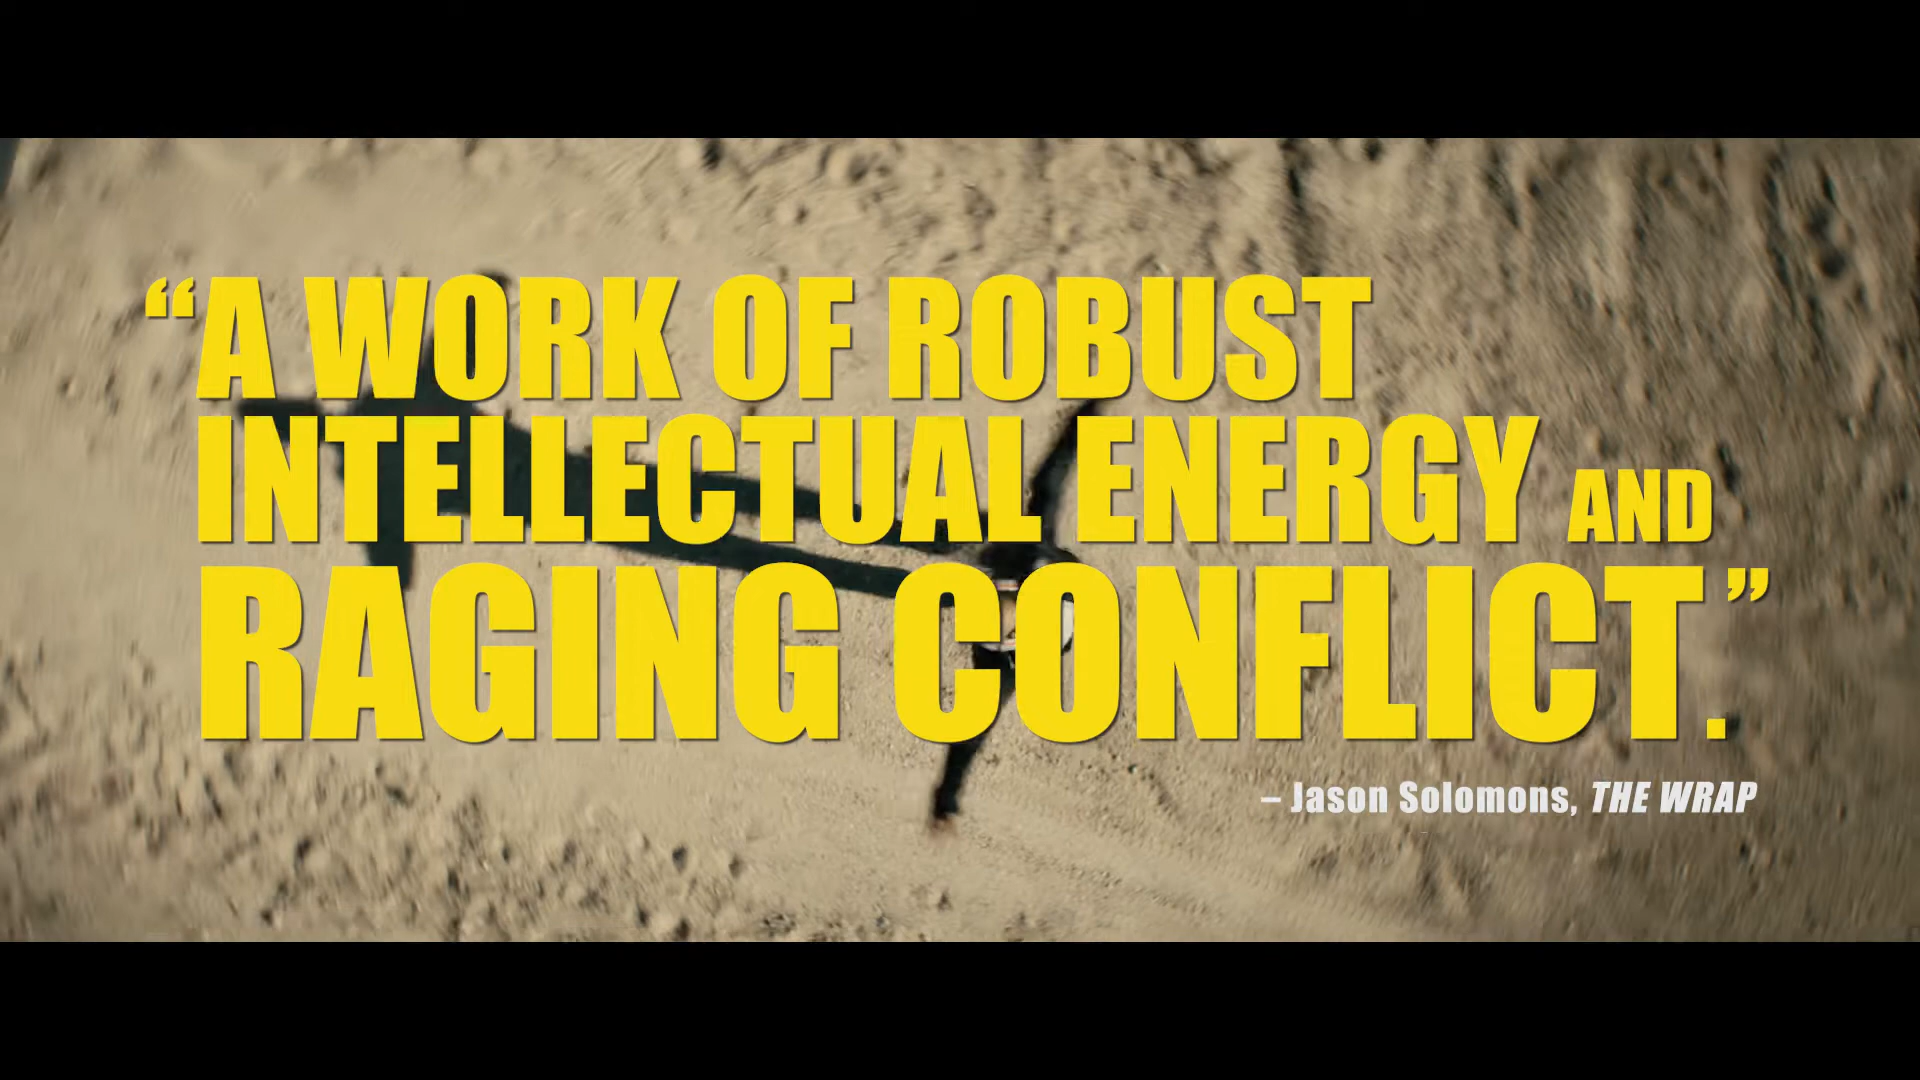 “A WORK OF ROBUST
INTELLECTUAL ENERGY AND
RAGING CONFLICT.”
– Jason Solomons, THE WRAP